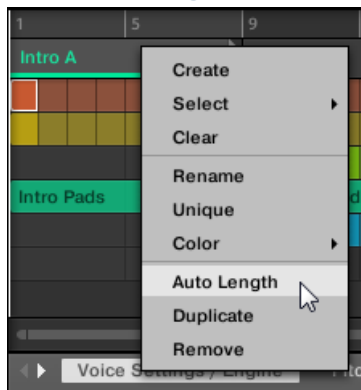 1 5 9
Intro A
Create
Select
Clear
Rename
Intro Pads
Unique
Color
Auto Length
Duplicate
Remove
Voice Settings / Engine